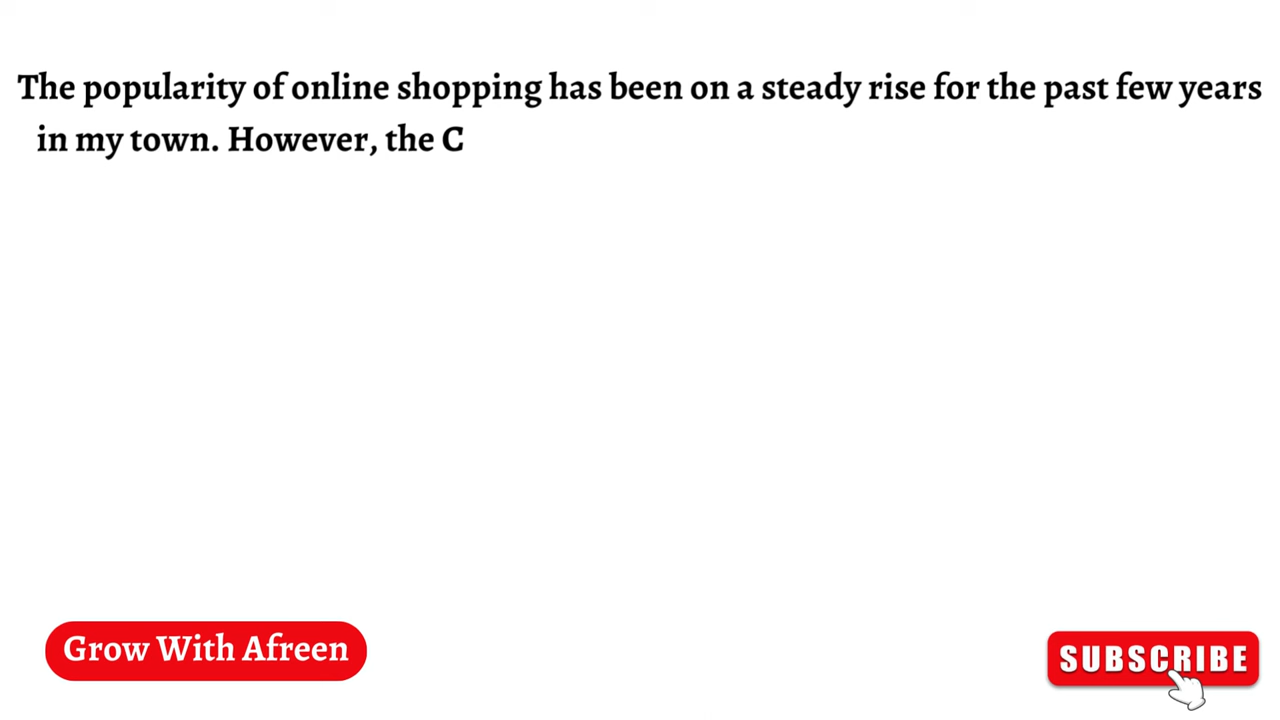 The popularity of online shopping has been on a steady rise for the past few years
in my town. However, the C
Grow With Afreen
SUBSCRIBE